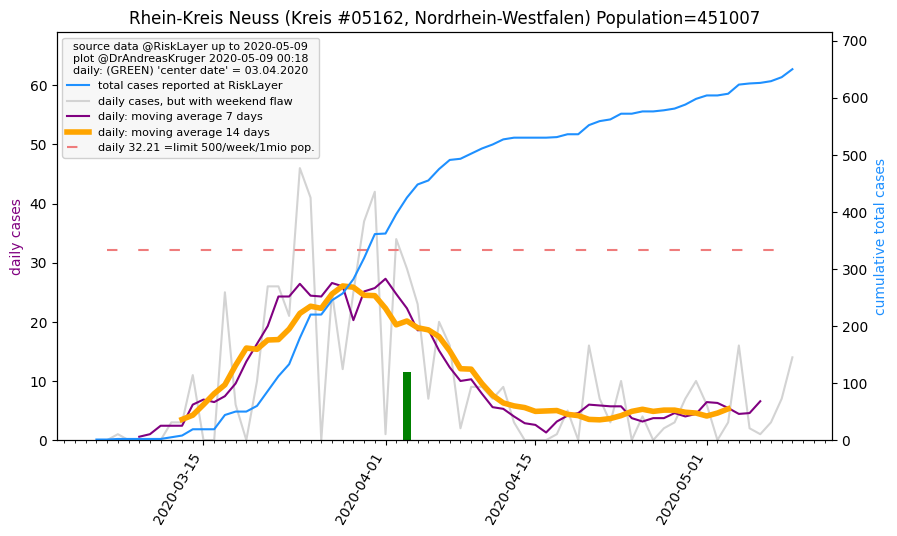 Rhein-Kreis Neuss (Kreis #05162, Nordrhein-Westfalen) Population=451007
source data @RiskLayer up to 2020-05-09
plot @DrAndreasKruger 2020-05-09 00:18
daily: (GREEN) 'center date' = 03.04.2020
total cases reported at RiskLayer
daily cases, but with weekend flaw
daily: moving average 7 days
daily: moving average 14 days
daily 32.21 =limit 500/week/1mio pop.
daily cases
60
50
40
30
20
10
0
cumulative total cases
700
600
500
400
300
200
100
0
2020-03-15
2020-04-01
2020-04-15
2020-05-01